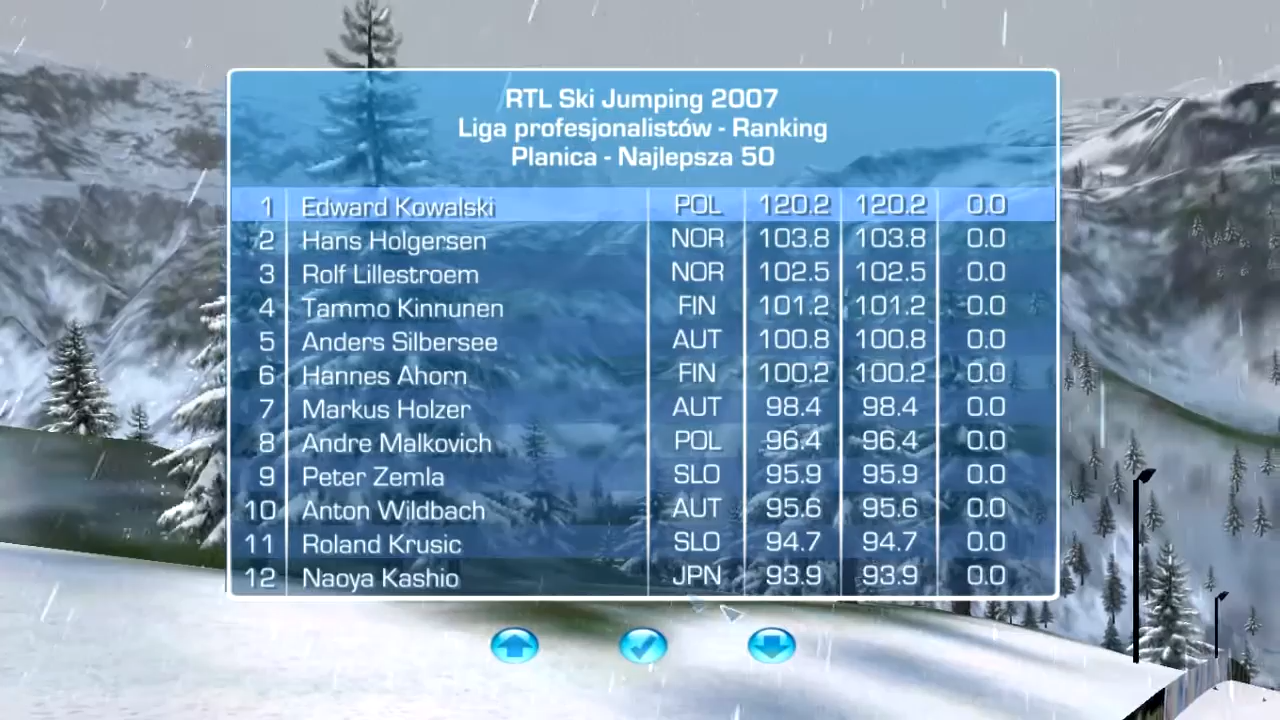 RTL Ski Jumping 2007
Liga profesjonalistów - Ranking
Planica - Najlepsza 50
1 Edward Kowalski POL 120.2 120.2 0.0
2 Hans Holgersen NOR 103.8 103.8 0.0
3 Rolf Lillestroem NOR 102.5 102.5 0.0
4 Tammo Kinnunen FIN 101.2 101.2 0.0
5 Anders Silbersee AUT 100.8 100.8 0.0
6 Hannes Ahorn FIN 100.2 100.2 0.0
7 Markus Holzer AUT 98.4 98.4 0.0
8 Andre Malkovich POL 96.4 96.4 0.0
9 Peter Zemla SLO 95.9 95.9 0.0
10 Anton Wildbach AUT 95.6 95.6 0.0
11 Roland Krusic SLO 94.7 94.7 0.0
12 Naoya Kashio JPN 93.9 93.9 0.0